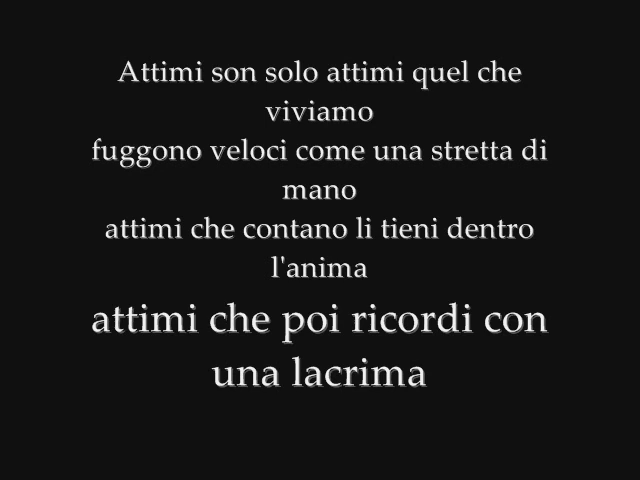 Attimi son solo attimi quel che
viviamo
fuggono veloci come una stretta di
mano
attimi che contano li tieni dentro
l'anima
attimi che poi ricordi con
una lacrima